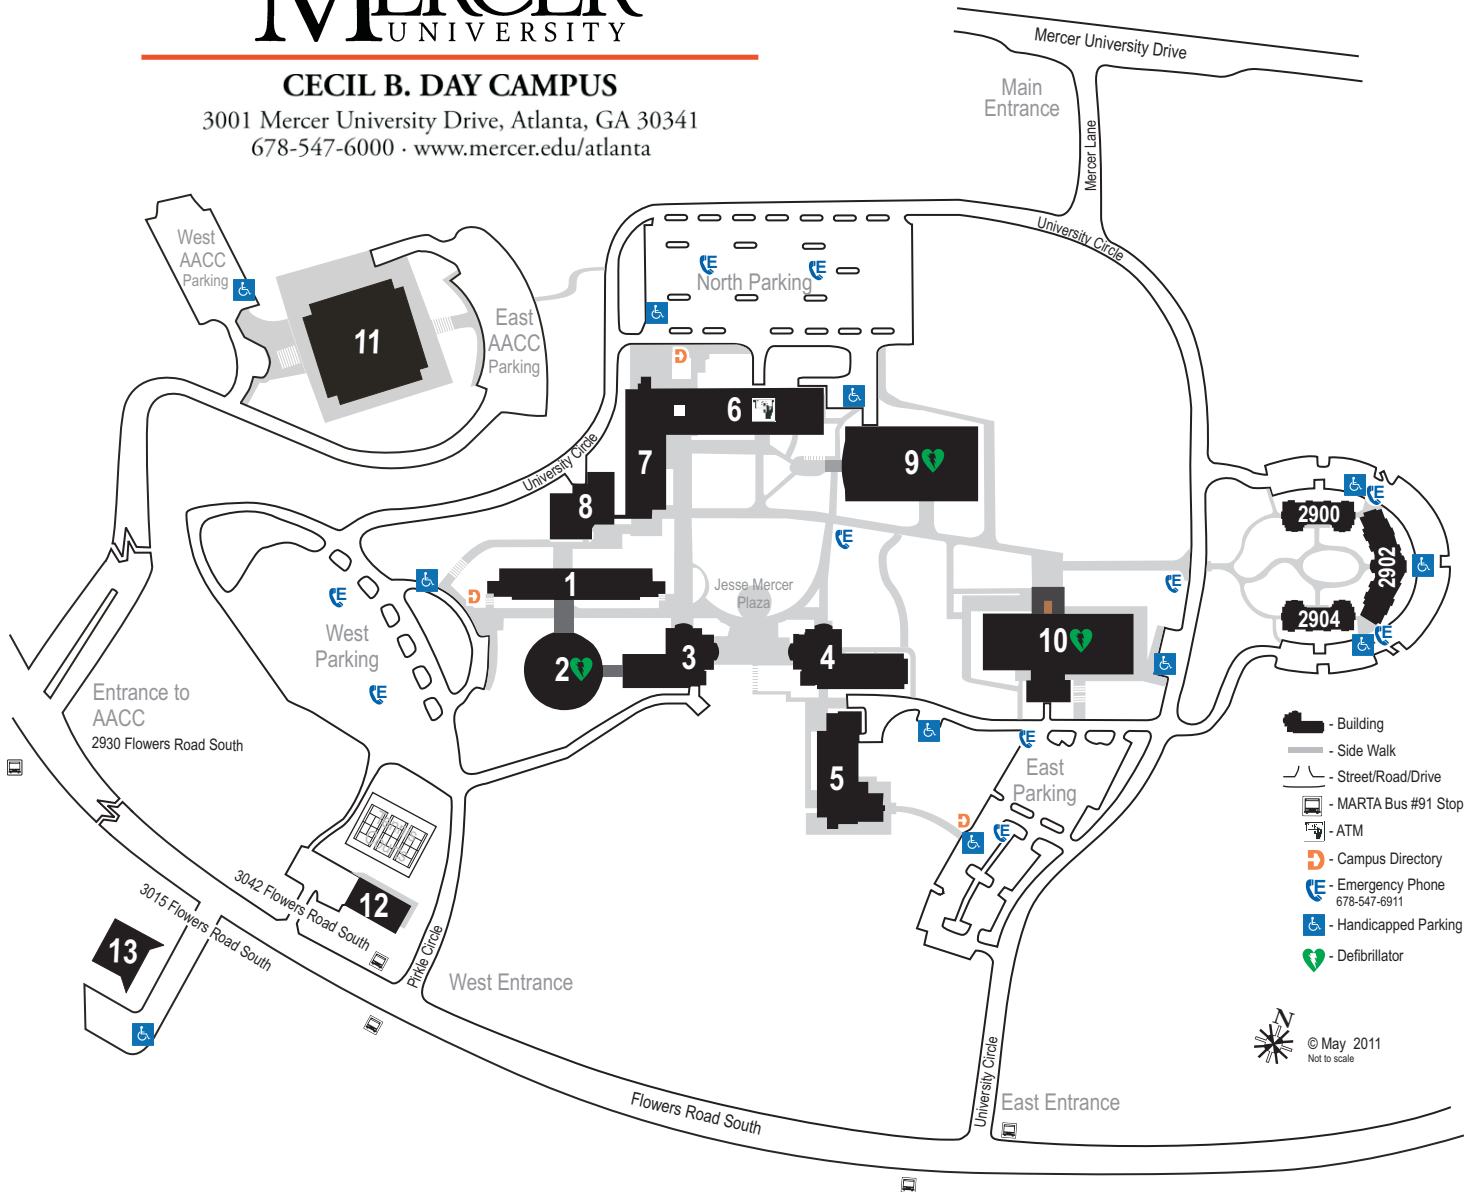 MERCER
UNIVERSITY
CECIL B. DAY CAMPUS
3001 Mercer University Drive, Atlanta, GA 30341
678-547-6000 · www.mercer.edu/atlanta
Mercer University Drive
Main
Entrance
Mercer Lane
University Circle
West
AACC
Parking
11
East
AACC
Parking
E
E
North Parking
D
6
7
9
8
University Circle
E
1
D
E
Jesse Mercer
Plaza
West
Parking
E
2
3
4
10
E
2900
E
2902
2904
E
Entrance to
AACC
2930 Flowers Road South
5
E
East
Parking
D
E
- Building
- Side Walk
- Street/Road/Drive
- MARTA Bus #91 Stop
- ATM
D - Campus Directory
E - Emergency Phone
678-547-6911
- Handicapped Parking
- Defibrillator
N
© May 2011
Not to scale
12
3042 Flowers Road South
3015 Flowers Road South
13
Pirkle Circle
West Entrance
Flowers Road South
University Circle
East Entrance